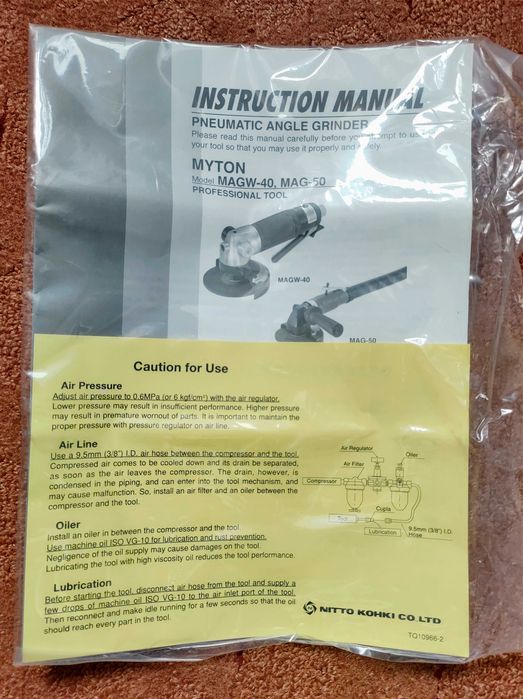 INSTRUCTION MANUAL
PNEUMATIC ANGLE GRINDER
Please read this manual carefully before you attempt to use
your tool so that you may use it properly and safely.
MYTON
Model MAGW-40, MAG-50
PROFESSIONAL TOOL
MAGW-40
MAG-50
Caution for Use
Air Pressure
Adjust air pressure to 0.6MPa (or 6 kgf/cm²) with the air regulator.
Lower pressure may result in insufficient performance. Higher pressure
may result in premature wornout of parts. It is important to maintain the
proper pressure with pressure regulator on air line.
Air Line
Use a 9.5mm (3/8") I.D. air hose between the compressor and the tool.
Compressed air comes to be cooled down and its drain be separated,
as soon as the air leaves the compressor. The drain, however, is
condensed in the piping, and can enter into the tool mechanism, and
may cause malfunction. So, install an air filter and an oiler between the
compressor and the tool.
Air Regulator
Oiler
Air Filter
Compressor
Cupla
Tool
Lubrication
9.5mm (3/8") I.D.
Hose
Oiler
Install an oiler in between the compressor and the tool.
Use machine oil ISO VG-10 for lubrication and rust prevention.
Negligence of the oil supply may cause damages on the tool.
Lubricating the tool with high viscosity oil reduces the tool performance.
Lubrication
Before starting the tool, disconnect air hose from the tool and supply a
few drops of machine oil ISO VG-10 to the air inlet port of the tool.
Then reconnect and make idle running for a few seconds so that the oil
should reach every part in the tool.
NITTO KOHKI CO.LTD
TQ10966-2